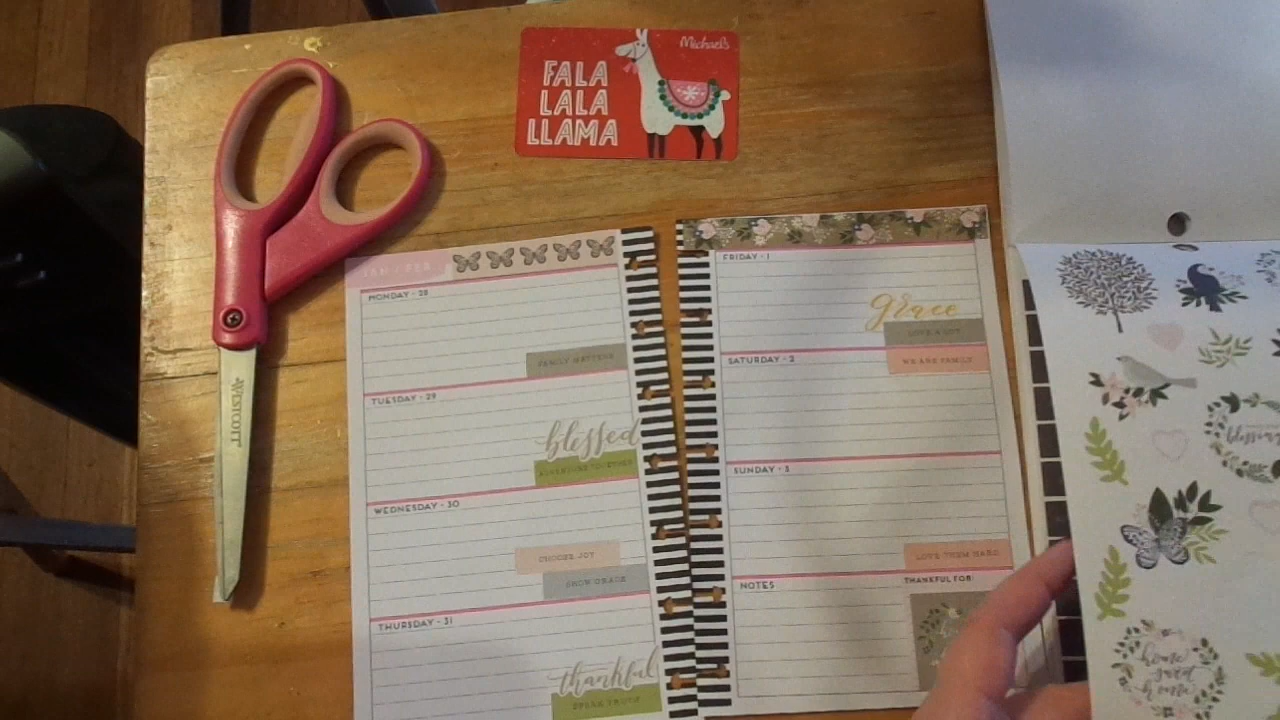 Michaels
FALA
LALA
LLAMA
WESTCOTT
JAN / FEB
MONDAY - 28
FAMILY MATTERS
TUESDAY - 29
blessed
ADVENTURE TOGETHER
WEDNESDAY - 30
CHOOSE JOY
SHOW GRACE
THURSDAY - 31
thankful
SPEAK TRUTH
FRIDAY - 1
grace
LOVE A LOT
SATURDAY - 2
WE ARE FAMILY
SUNDAY - 3
LOVE THEM HARD
NOTES
THANKFUL FOR:
home
sweet
home